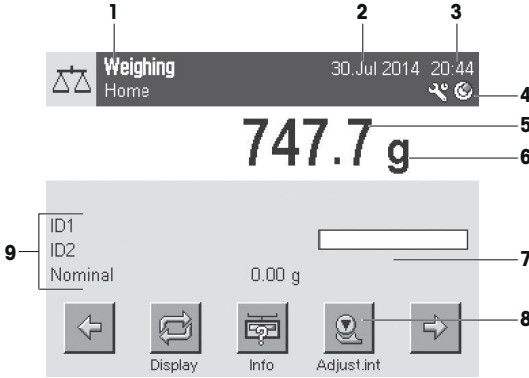 1 2 3
Weighing 30.Jul 2014 20:44
Home
4
747.7 g
5
6
ID1
ID2
9
7
Nominal 0.00 g
8
Display Info Adjust.int